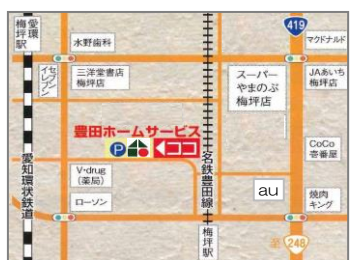 愛環
梅坪駅
水野歯科
419
マクドナルド
セブン
イレブン
三洋堂書店
梅坪店
スーパー
やまのぶ
梅坪店
JAあいち
梅坪店
豊田ホームサービス
P
ココ
CoCo
壱番屋
愛知環状鉄道
名鉄豊田線
V・drug
(薬局)
au
ローソン
焼肉
キング
梅坪駅
至
248